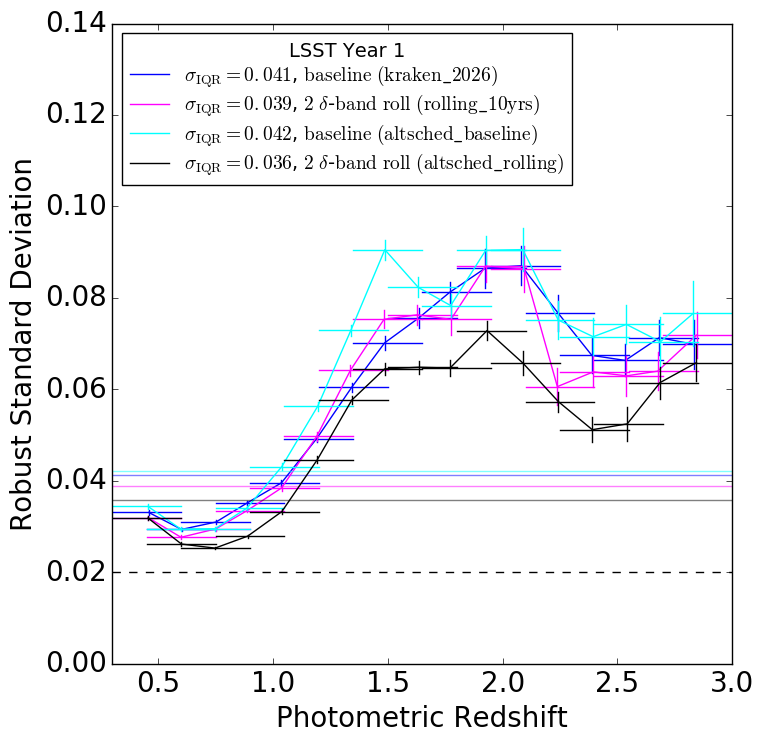 LSST Year 1
σIQR = 0.041, baseline (kraken_2026)
σIQR = 0.039, 2 δ-band roll (rolling_10yrs)
σIQR = 0.042, baseline (altsched_baseline)
σIQR = 0.036, 2 δ-band roll (altsched_rolling)
Robust Standard Deviation
0.14
0.12
0.10
0.08
0.06
0.04
0.02
0.00
0.5 1.0 1.5 2.0 2.5 3.0
Photometric Redshift